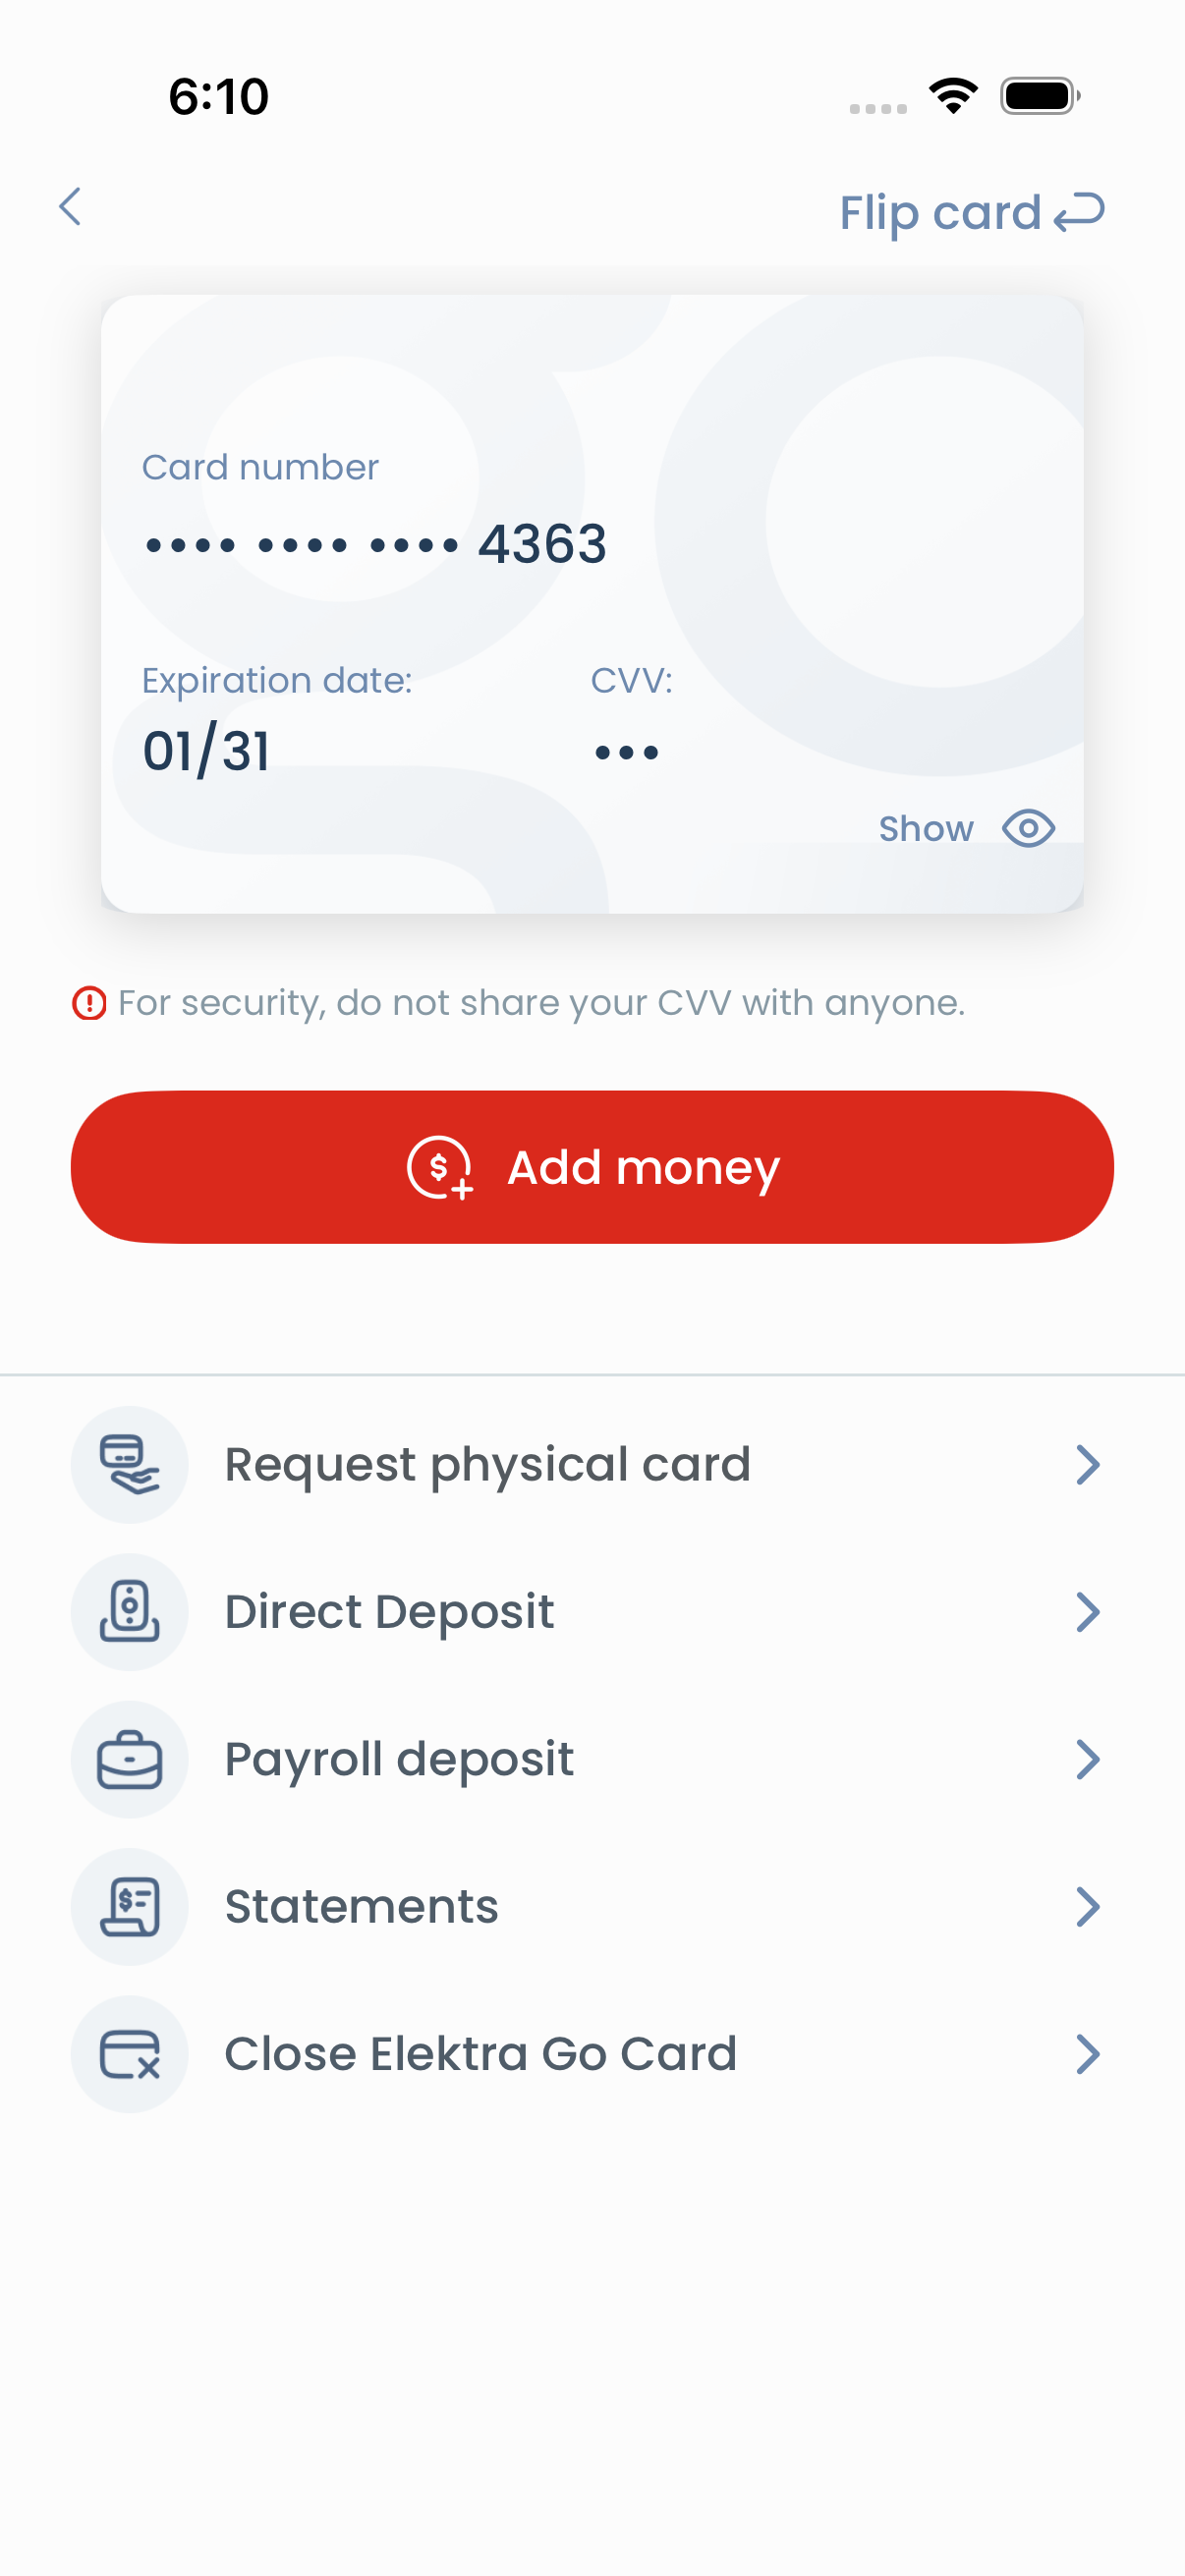 6:10
Flip card
Card number
•••• •••• •••• 4363
Expiration date:
CVV:
01/31
•••
Show
For security, do not share your CVV with anyone.
Add money
Request physical card
Direct Deposit
Payroll deposit
Statements
Close Elektra Go Card